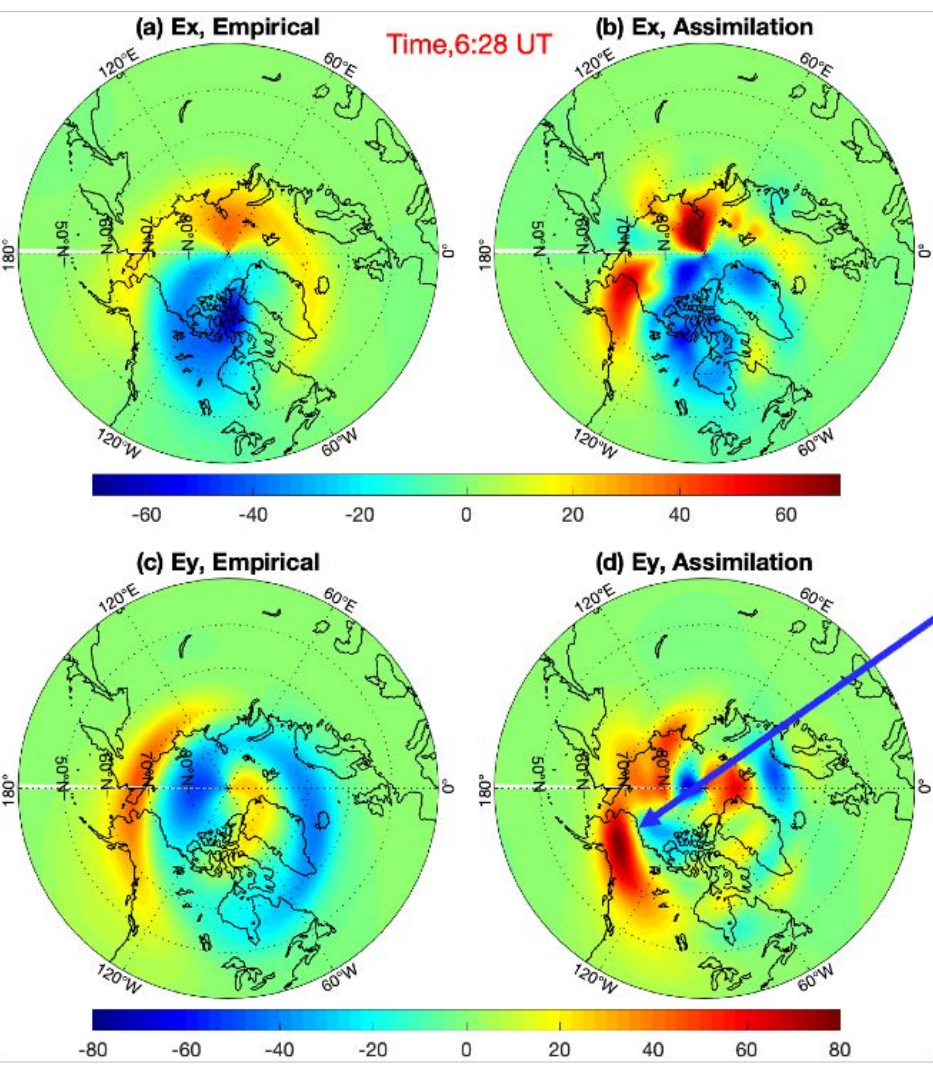 (a) Ex, Empirical
Time,6:28 UT
(b) Ex, Assimilation
120°E
60°E
120°E
60°E
180°
50°N
60°N
70°N
80°N
0°
180°
50°N
60°N
70°N
80°N
0°
120°W
60°W
120°W
60°W
-60 -40 -20 0 20 40 60
(c) Ey, Empirical
(d) Ey, Assimilation
120°E
60°E
120°E
60°E
180°
50°N
60°N
70°N
80°N
0°
180°
50°N
60°N
70°N
80°N
0°
120°W
60°W
120°W
60°W
-80 -60 -40 -20 0 20 40 60 80